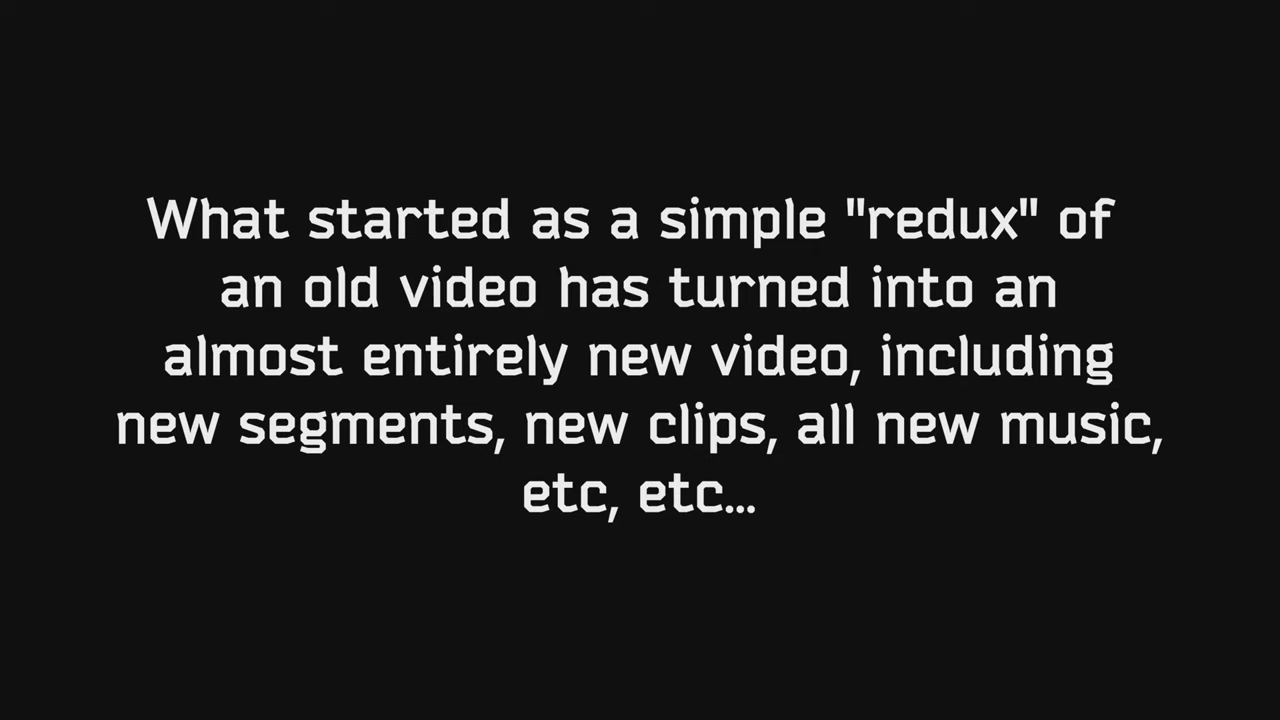 What started as a simple "redux" of
an old video has turned into an
almost entirely new video, including
new segments, new clips, all new music,
etc, etc...